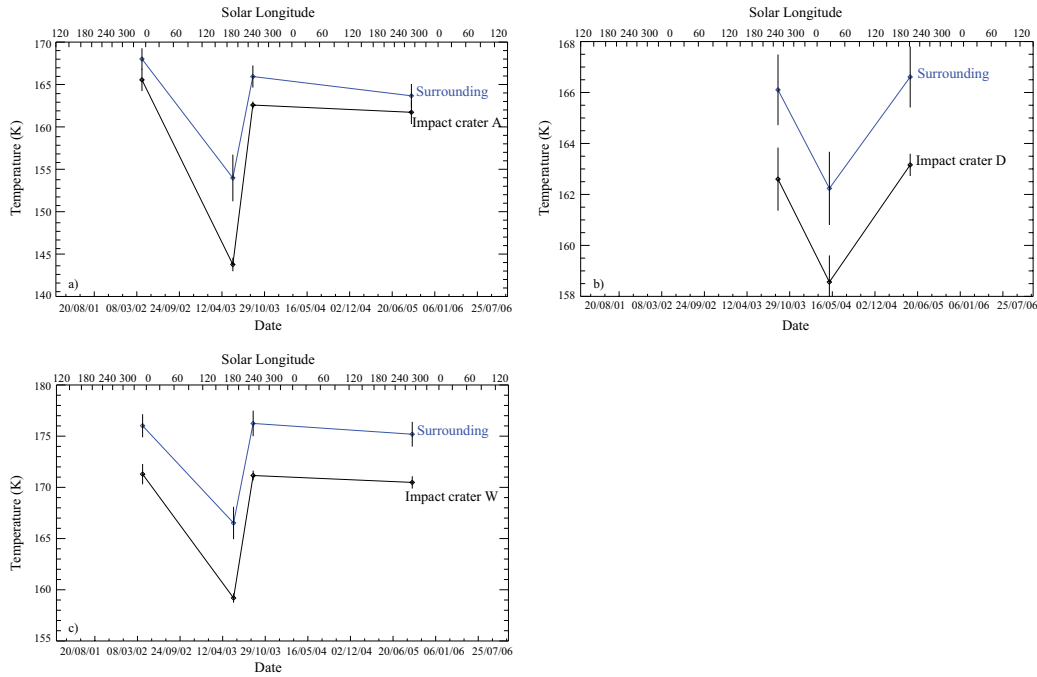 Solar Longitude
120 180 240 300 0 60 120 180 240 300 0 60 120 180 240 300 0 60 120
170
165
160
155
150
145
140
Temperature (K)
Surrounding
Impact crater A
a)
20/08/01 08/03/02 24/09/02 12/04/03 29/10/03 16/05/04 02/12/04 20/06/05 06/01/06 25/07/06
Date
Solar Longitude
120 180 240 300 0 60 120 180 240 300 0 60 120 180 240 300 0 60 120
168
166
164
162
160
158
Temperature (K)
Surrounding
Impact crater D
b)
20/08/01 08/03/02 24/09/02 12/04/03 29/10/03 16/05/04 02/12/04 20/06/05 06/01/06 25/07/06
Date
Solar Longitude
120 180 240 300 0 60 120 180 240 300 0 60 120 180 240 300 0 60 120
180
175
170
165
160
155
Temperature (K)
Surrounding
Impact crater W
c)
20/08/01 08/03/02 24/09/02 12/04/03 29/10/03 16/05/04 02/12/04 20/06/05 06/01/06 25/07/06
Date